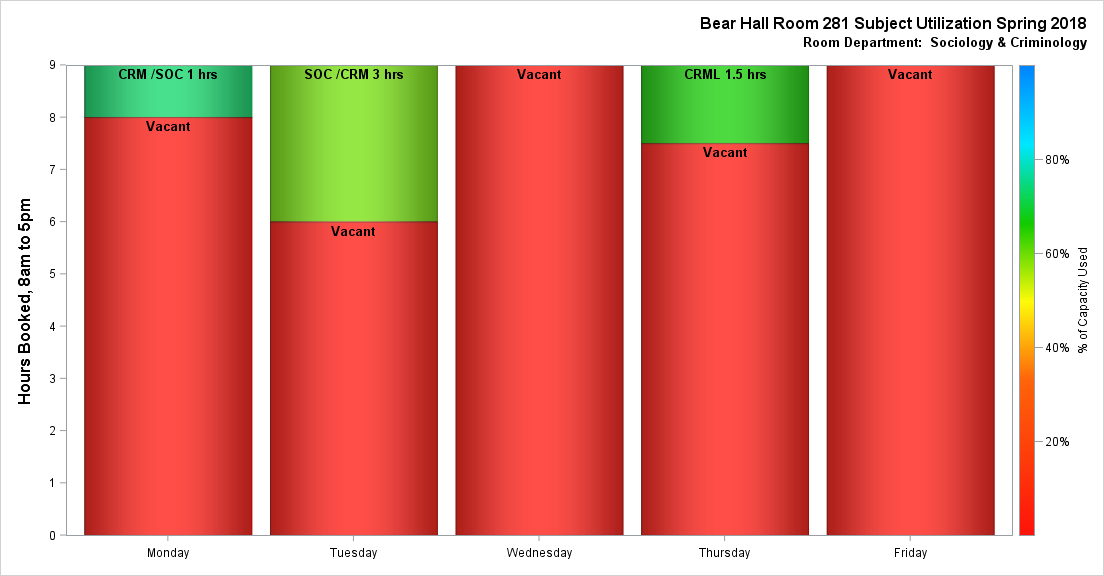 Bear Hall Room 281 Subject Utilization Spring 2018
Room Department:  Sociology & Criminology
Hours Booked, 8am to 5pm
9
8
7
6
5
4
3
2
1
0
CRM /SOC 1 hrs
Vacant
SOC /CRM 3 hrs
Vacant
Vacant
CRML 1.5 hrs
Vacant
Vacant
Monday
Tuesday
Wednesday
Thursday
Friday
80%
60%
40%
20%
% of Capacity Used